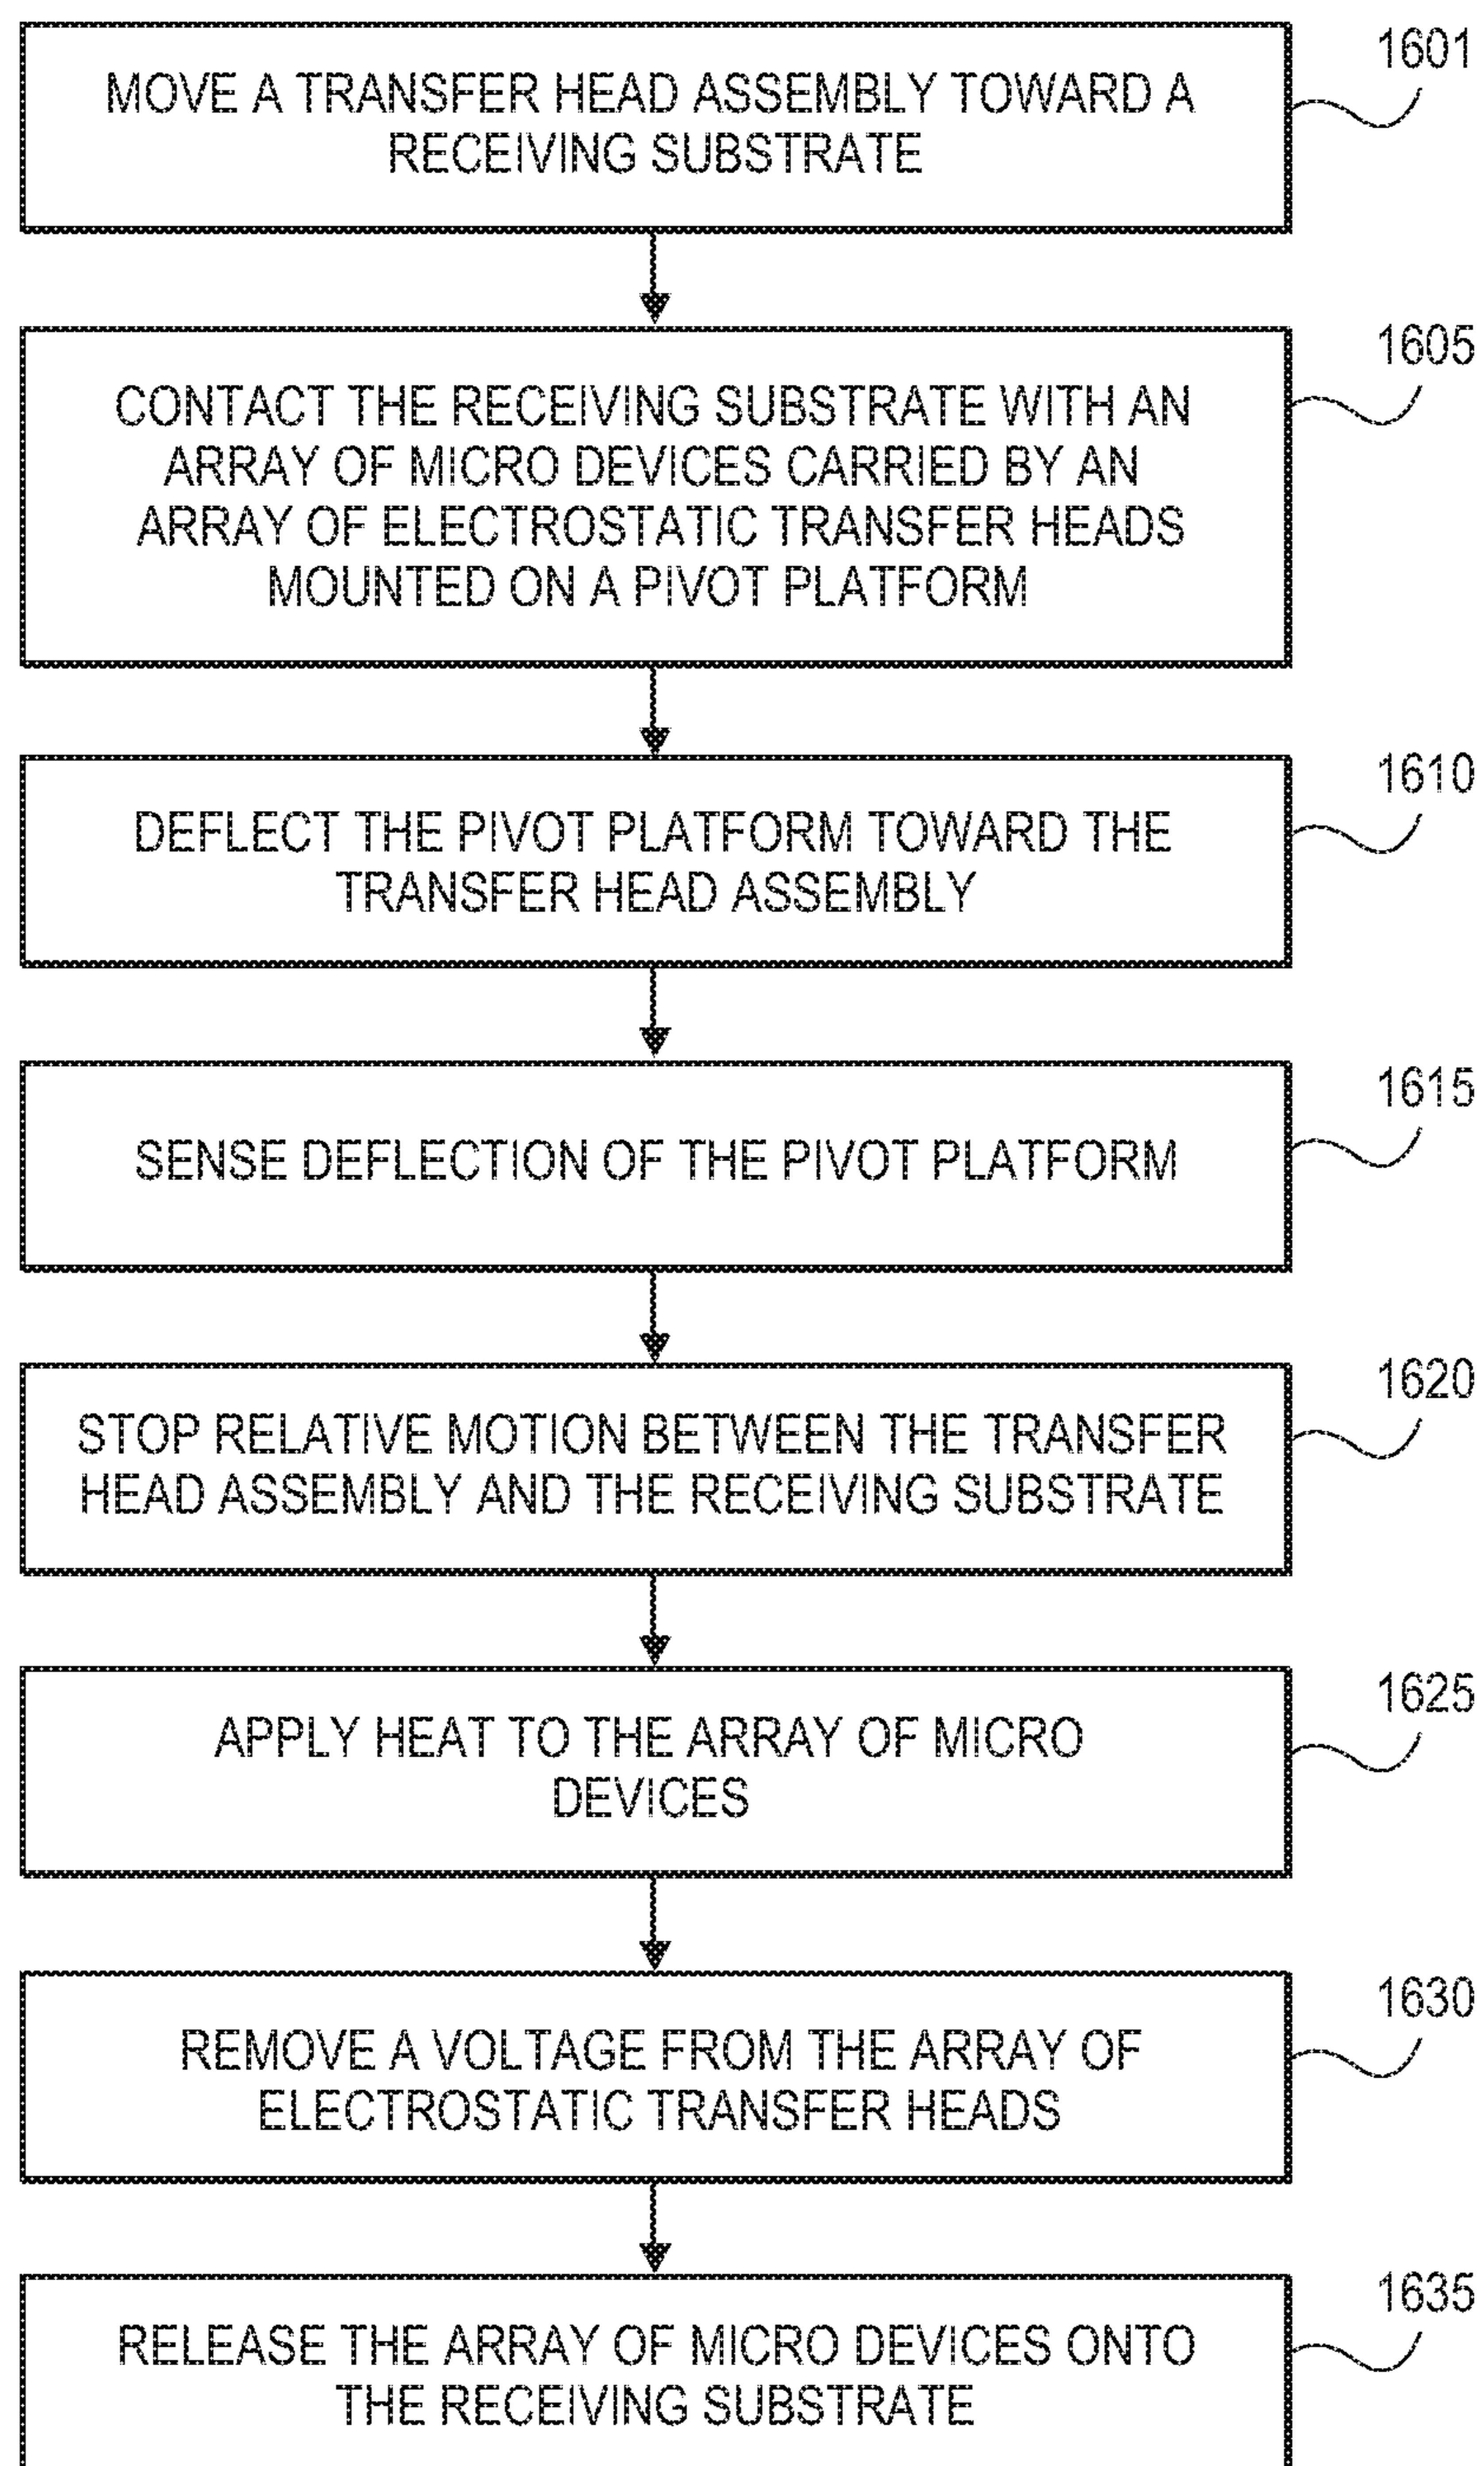 MOVE A TRANSFER HEAD ASSEMBLY TOWARD A
RECEIVING SUBSTRATE
1601
CONTACT THE RECEIVING SUBSTRATE WITH AN
ARRAY OF MICRO DEVICES CARRIED BY AN
ARRAY OF ELECTROSTATIC TRANSFER HEADS
MOUNTED ON A PIVOT PLATFORM
1605
DEFLECT THE PIVOT PLATFORM TOWARD THE
TRANSFER HEAD ASSEMBLY
1610
SENSE DEFLECTION OF THE PIVOT PLATFORM
1615
STOP RELATIVE MOTION BETWEEN THE TRANSFER
HEAD ASSEMBLY AND THE RECEIVING SUBSTRATE
1620
APPLY HEAT TO THE ARRAY OF MICRO
DEVICES
1625
REMOVE A VOLTAGE FROM THE ARRAY OF
ELECTROSTATIC TRANSFER HEADS
1630
RELEASE THE ARRAY OF MICRO DEVICES ONTO
THE RECEIVING SUBSTRATE
1635